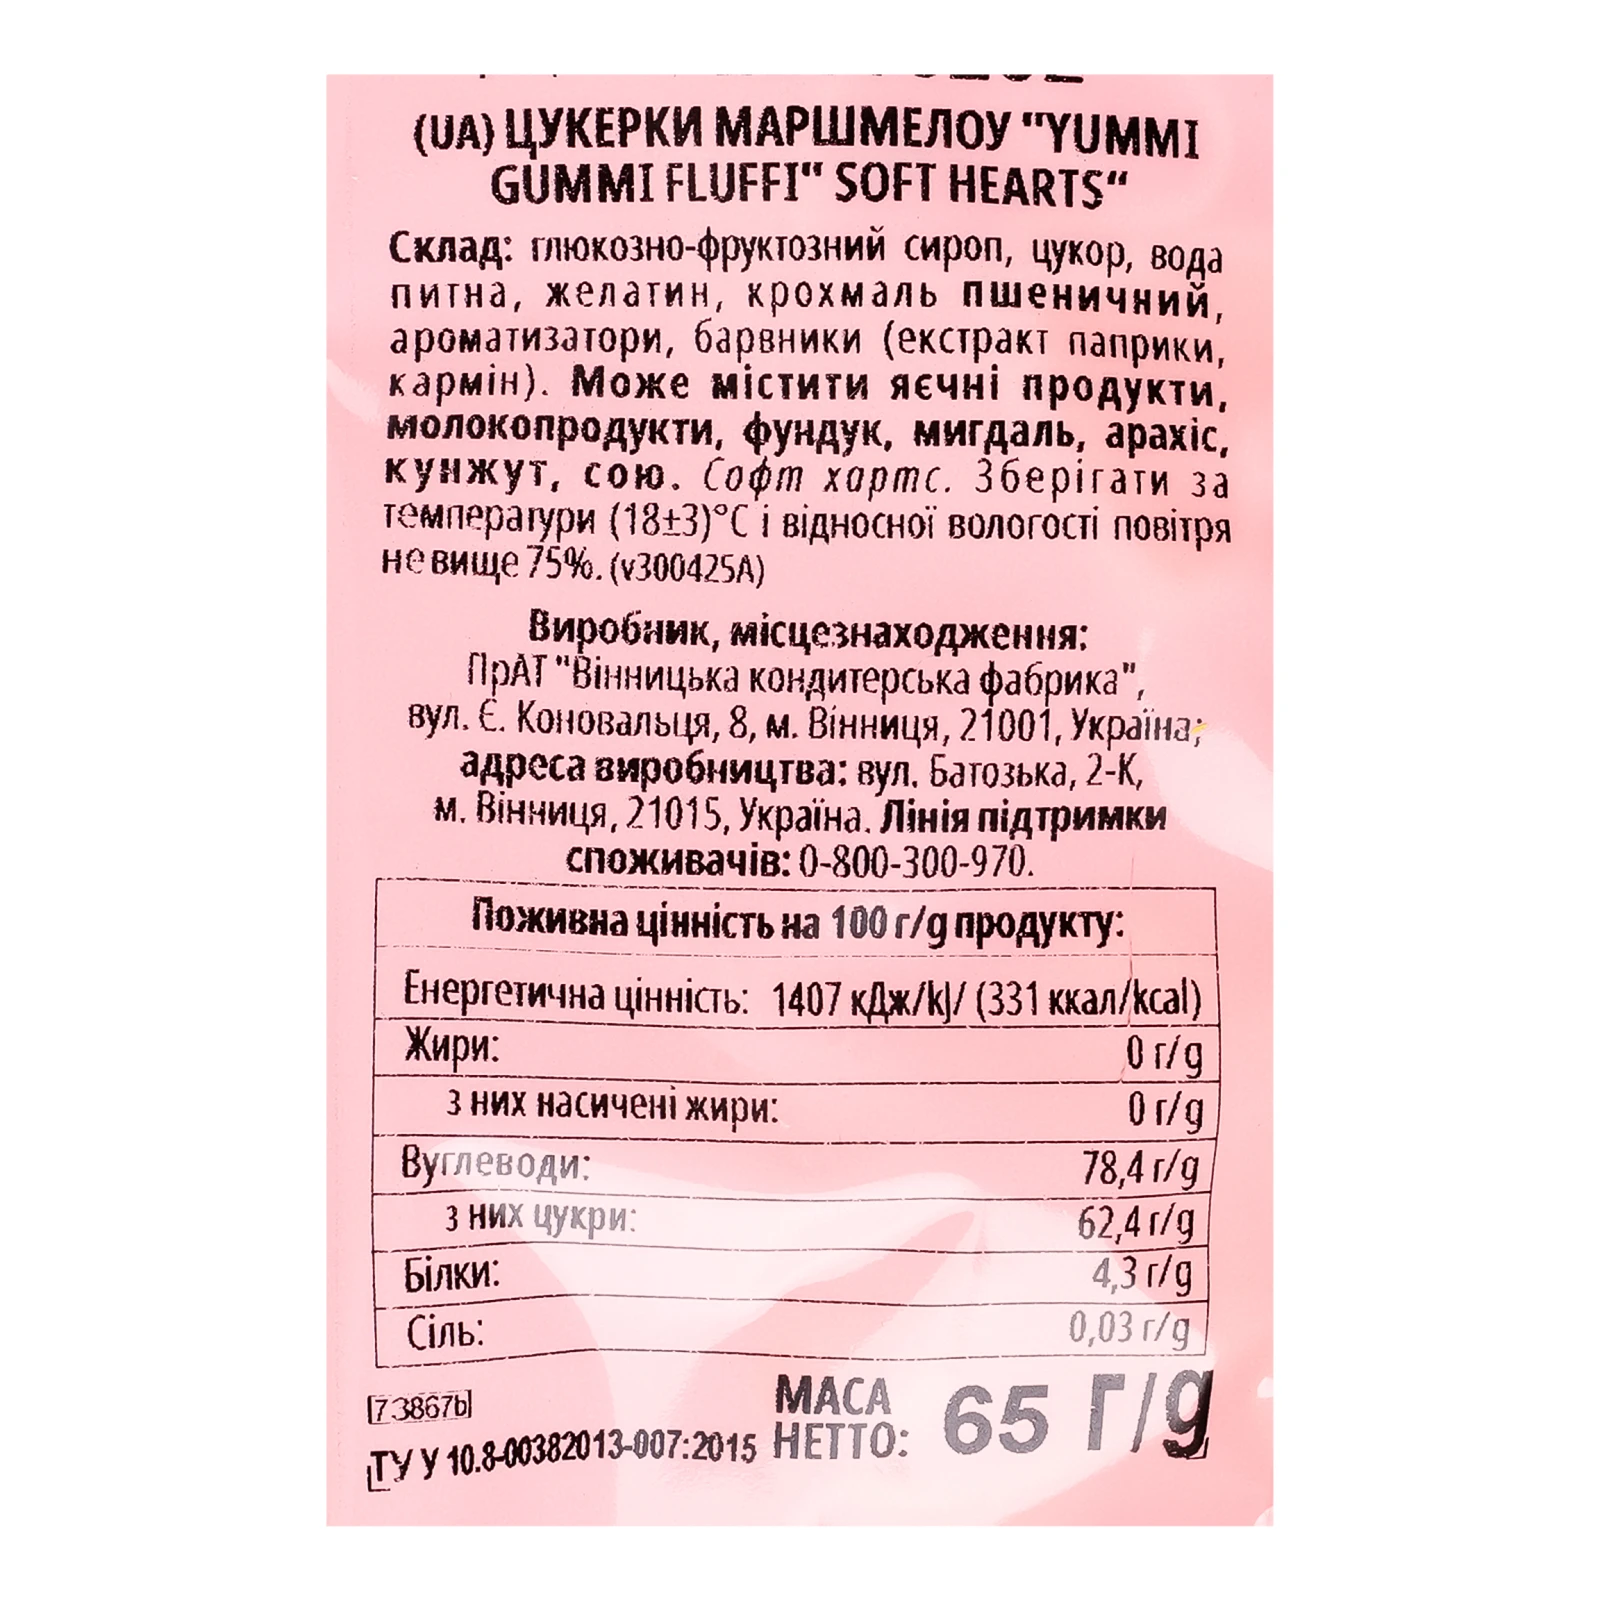 (UA) ЦУКЕРКИ МАРШМЕЛОУ "YUMMI
GUMMI FLUFFI" SOFT HEARTS"
Склад: глюкозно-фруктозний сироп, цукор, вода
питна, желатин, крохмаль пшеничний,
ароматизатори, барвники (екстракт паприки,
кармін). Може містити яєчні продукти,
молокопродукти, фундук, мигдаль, арахіс,
кунжут, сою. Софт хартс. Зберігати за
температури (18±3)°C і відносної вологості повітря
не вище 75%. (v300425A)
Виробник, місцезнаходження:
ПрАТ "Вінницька кондитерська фабрика",
вул. Є. Коновальця, 8, м. Вінниця, 21001, Україна;
адреса виробництва: вул. Батозька, 2-К,
м. Вінниця, 21015, Україна. Лінія підтримки
споживачів: 0-800-300-970.
Поживна цінність на 100 г/g продукту:
Енергетична цінність: 1407 кДж/kJ/ (331 ккал/kcal)
Жири: 0 г/g
з них насичені жири: 0 г/g
Вуглеводи: 78,4 г/g
з них цукри: 62,4 г/g
Білки: 4,3 г/g
Сіль: 0,03 г/g
73867b
ТУ У 10.8-00382013-007:2015
МАСА
НЕТТО: 65 Г/g